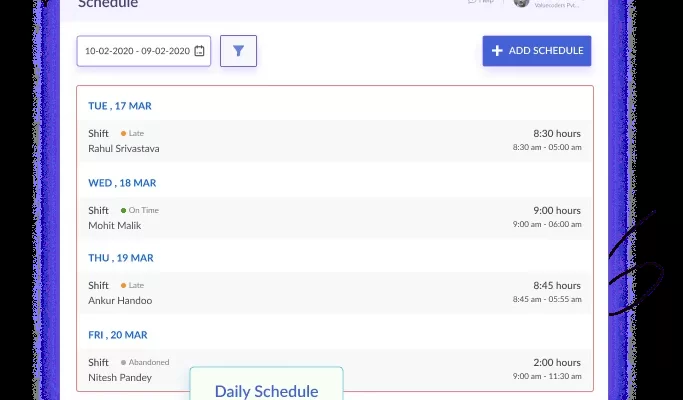 Schedule
Help
Valuecoders Pvt...
10-02-2020 - 09-02-2020
ADD SCHEDULE
TUE , 17 MAR
Shift Late 8:30 hours
Rahul Srivastava 8:30 am - 05:00 am
WED , 18 MAR
Shift On Time 9:00 hours
Mohit Malik 9:00 am - 06:00 am
THU , 19 MAR
Shift Late 8:45 hours
Ankur Handoo 8:45 am - 05:55 am
FRI , 20 MAR
Shift Abandoned 2:00 hours
Nitesh Pandey 9:00 am - 11:30 am
Daily Schedule